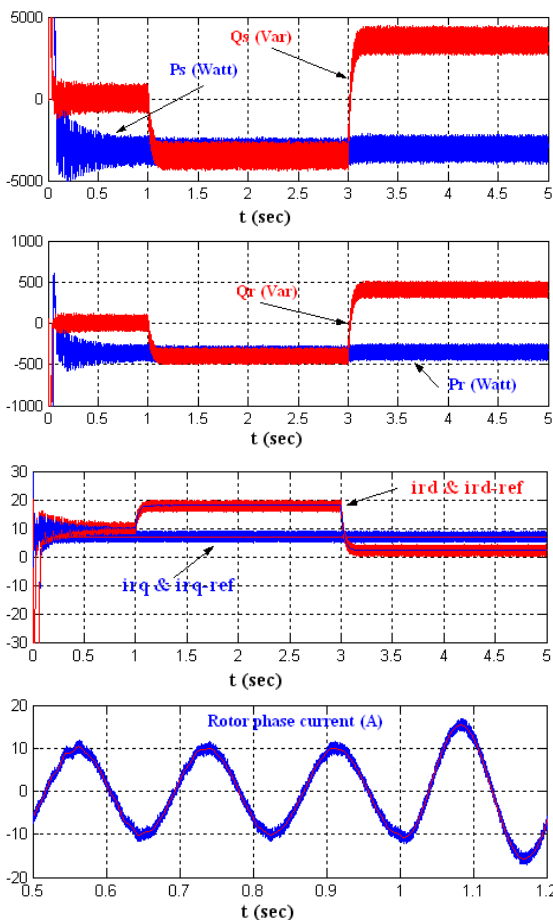 5000
Qs (Var)
Ps (Watt)
0
-5000
0 0.5 1 1.5 2 2.5 3 3.5 4 4.5 5
t (sec)
1000
500
Qr (Var)
0
-500
Pr (Watt)
-1000
0 0.5 1 1.5 2 2.5 3 3.5 4 4.5 5
t (sec)
30
20
ird & ird-ref
10
0
-10
irq & irq-ref
-20
-30
0 0.5 1 1.5 2 2.5 3 3.5 4 4.5 5
t (sec)
20
Rotor phase current (A)
10
0
-10
-20
0.5 0.6 0.7 0.8 0.9 1 1.1 1.2
t (sec)